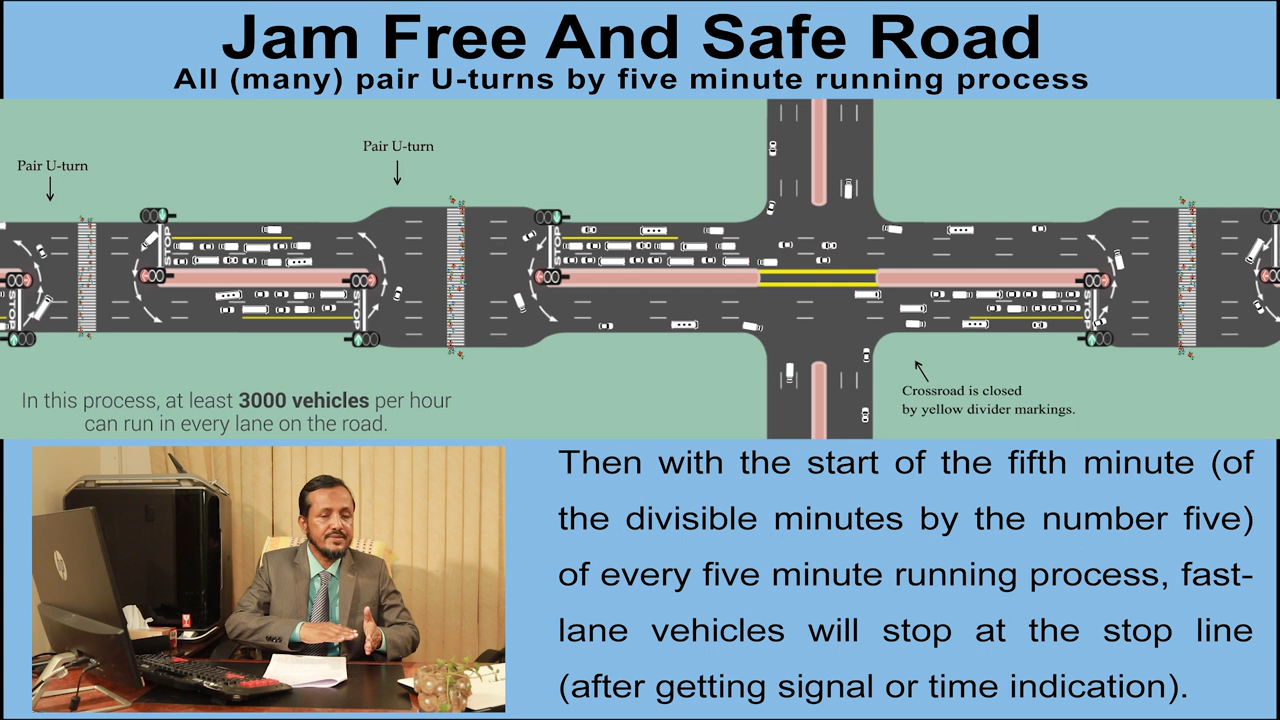 Jam Free And Safe Road
All (many) pair U-turns by five minute running process
Pair U-turn
Pair U-turn
STOP
STOP
STOP
STOP
STOP
Crossroad is closed
by yellow divider markings.
In this process, at least 3000 vehicles per hour
can run in every lane on the road.
Then with the start of the fifth minute (of
the divisible minutes by the number five)
of every five minute running process, fast-
lane vehicles will stop at the stop line
(after getting signal or time indication).
hp